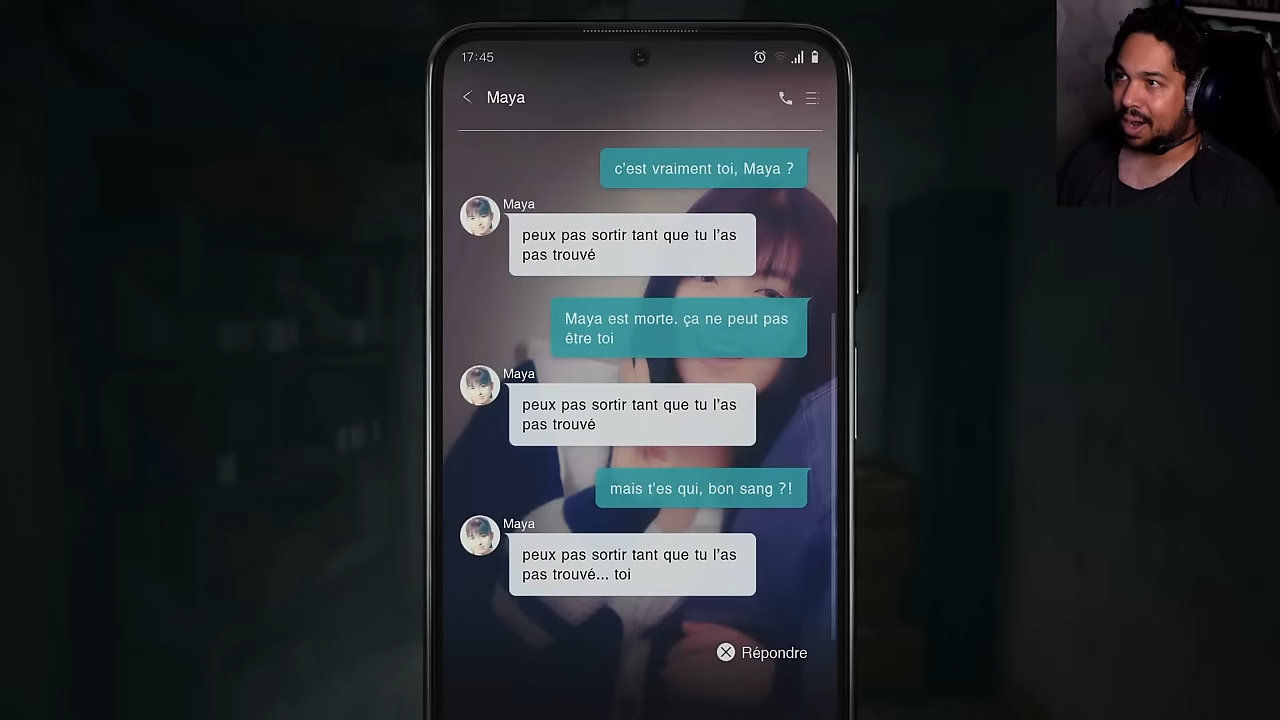 17:45
Maya
c'est vraiment toi, Maya ?
Maya
peux pas sortir tant que tu l'as
pas trouvé
Maya est morte. ça ne peut pas
être toi
Maya
peux pas sortir tant que tu l'as
pas trouvé
mais t'es qui, bon sang ?!
Maya
peux pas sortir tant que tu l'as
pas trouvé... toi
Répondre